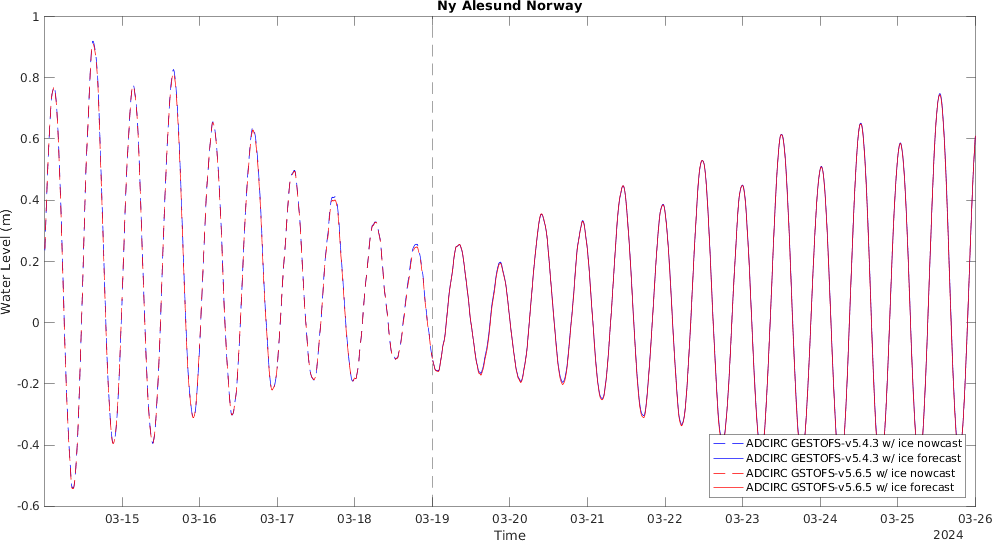 Ny Alesund Norway
1
0.8
0.6
0.4
0.2
0
-0.2
-0.4
-0.6
Water Level (m)
ADCIRC GESTOFS-v5.4.3 w/ ice nowcast
ADCIRC GESTOFS-v5.4.3 w/ ice forecast
ADCIRC GSTOFS-v5.6.5 w/ ice nowcast
ADCIRC GSTOFS-v5.6.5 w/ ice forecast
03-15 03-16 03-17 03-18 03-19 03-20 03-21 03-22 03-23 03-24 03-25 03-26
Time
2024